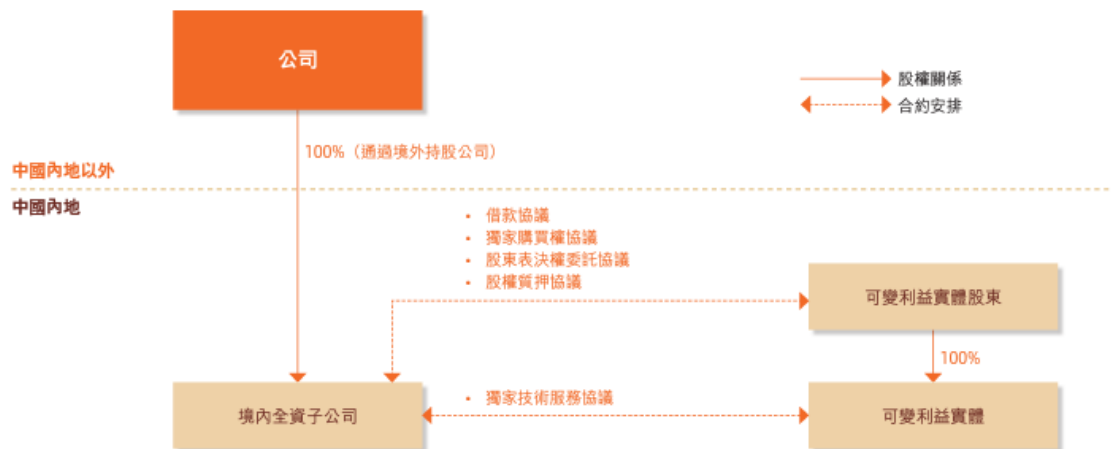 公司
股權關係
合約安排
100%（通過境外持股公司）
中國內地以外
中國內地
• 借款協議
• 獨家購買權協議
• 股東表決權委託協議
• 股權質押協議
可變利益實體股東
100%
• 獨家技術服務協議
境內全資子公司
可變利益實體